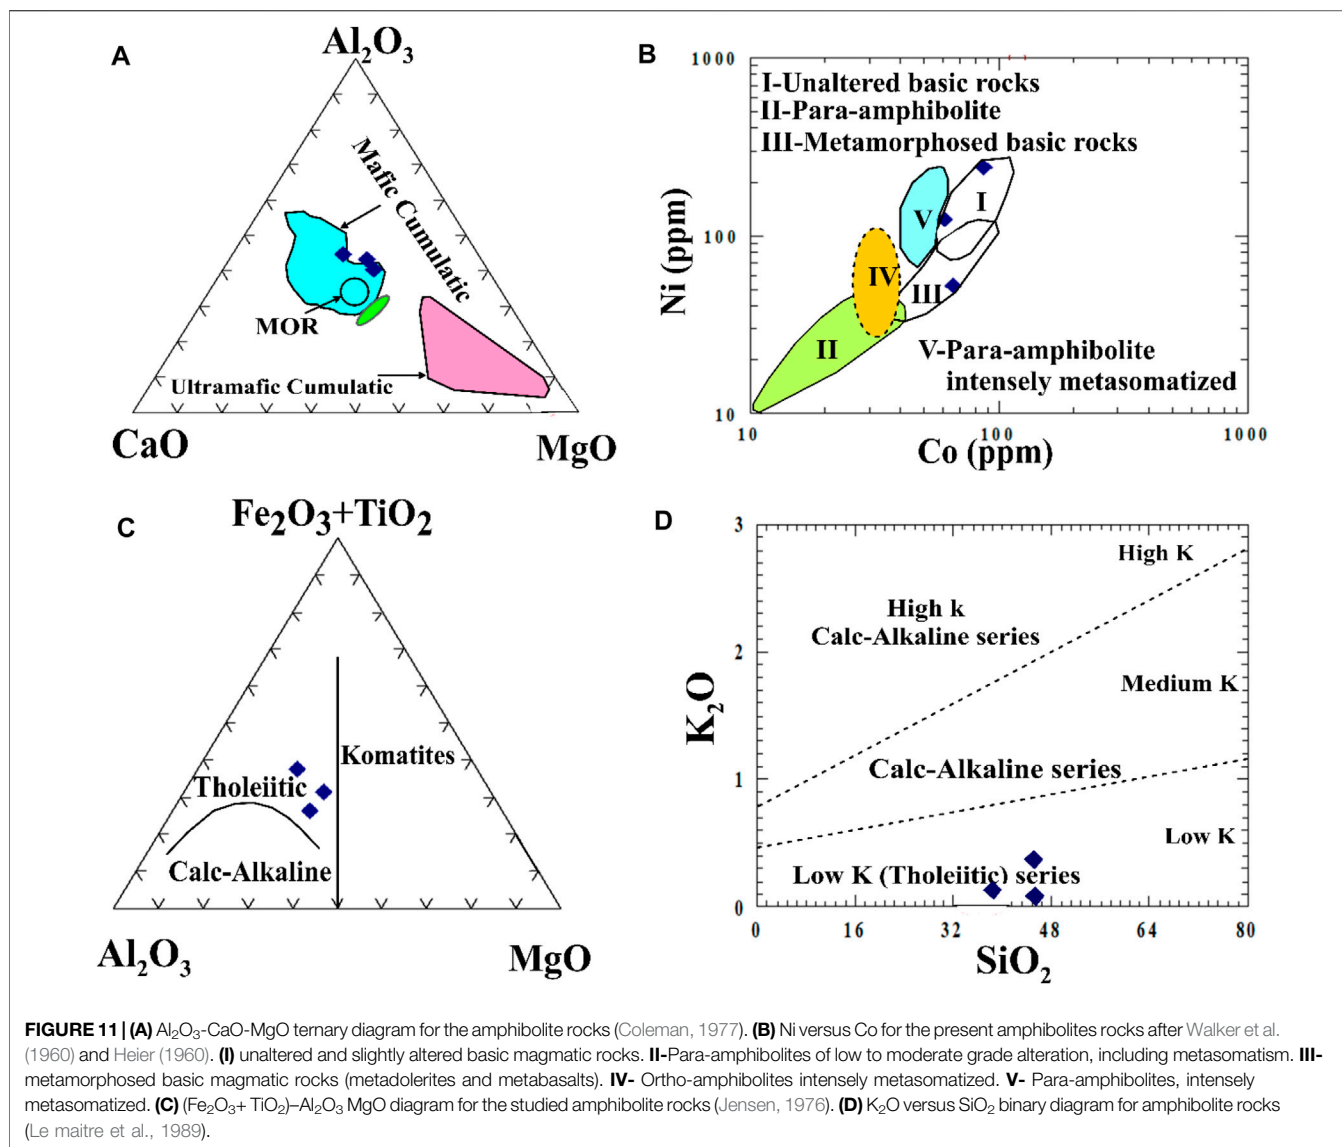 A
Al₂O₃
Mafic Cumulatic
MOR
Ultramafic Cumulatic
CaO
MgO
B
1000
I-Unaltered basic rocks
II-Para-amphibolite
III-Metamorphosed basic rocks
I
V
100
IV
III
II
V-Para-amphibolite
intensely metasomatized
10
10
100
1000
Ni (ppm)
Co (ppm)
C
Fe₂O₃+TiO₂
Komatites
Tholeiitic
Calc-Alkaline
Al₂O₃
MgO
D
3
High K
High k
Calc-Alkaline series
2
Medium K
K₂O
Calc-Alkaline series
1
Low K
Low K (Tholeiitic) series
0
0
16
32
48
64
80
SiO₂
FIGURE 11 | (A) Al₂O₃-CaO-MgO ternary diagram for the amphibolite rocks (Coleman, 1977). (B) Ni versus Co for the present amphibolites rocks after Walker et al.
(1960) and Heier (1960). (I) unaltered and slightly altered basic magmatic rocks. II-Para-amphibolites of low to moderate grade alteration, including metasomatism. III-
metamorphosed basic magmatic rocks (metadolerites and metabasalts). IV- Ortho-amphibolites intensely metasomatized. V- Para-amphibolites, intensely
metasomatized. (C) (Fe₂O₃+ TiO₂)–Al₂O₃ MgO diagram for the studied amphibolite rocks (Jensen, 1976). (D) K₂O versus SiO₂ binary diagram for amphibolite rocks
(Le maitre et al., 1989).